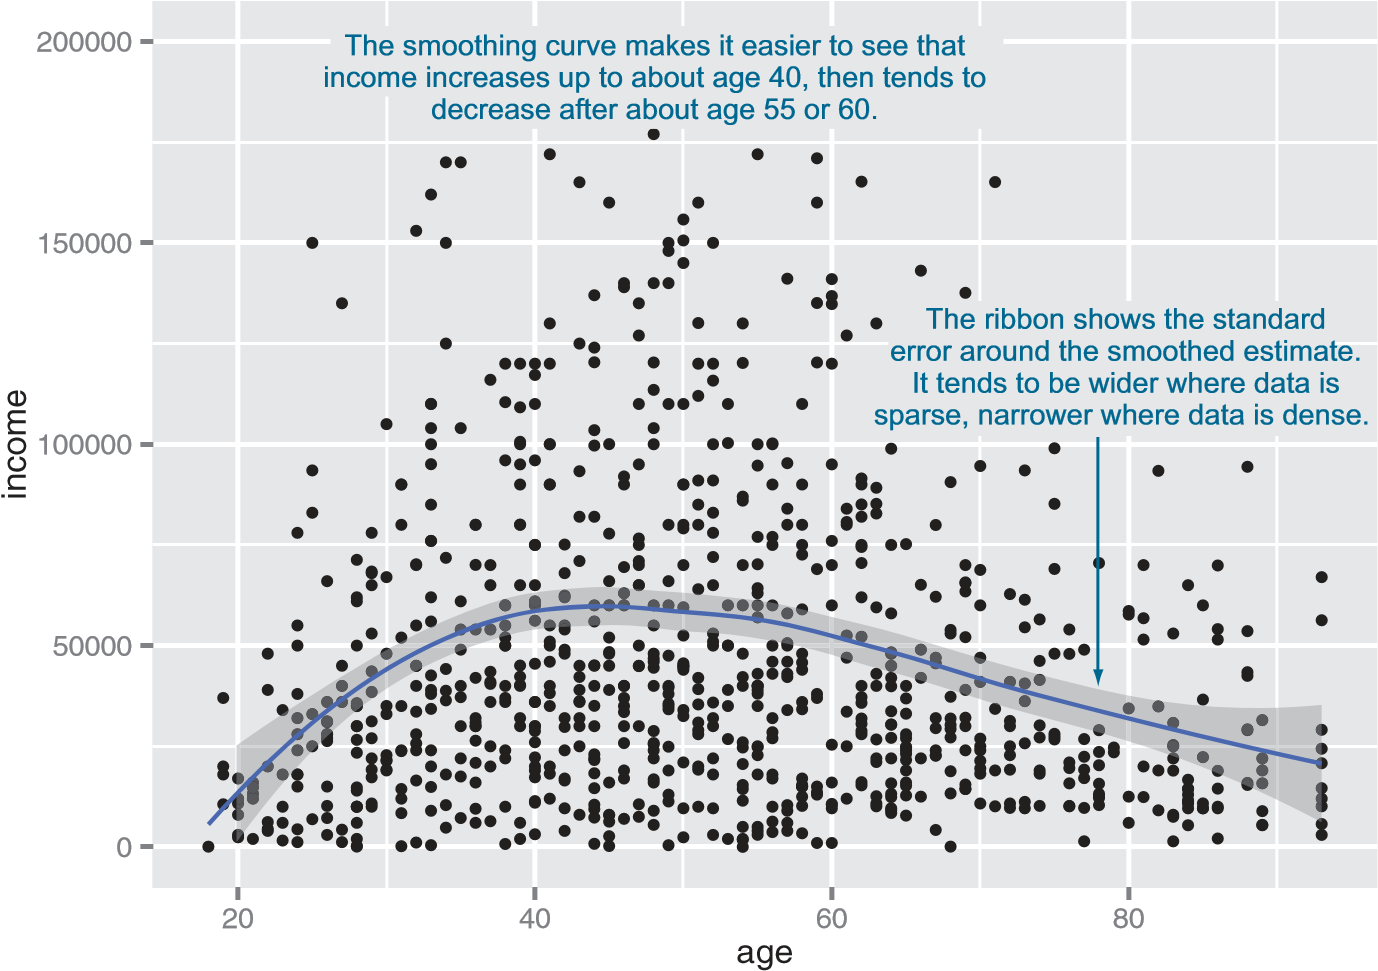 200000
The smoothing curve makes it easier to see that
income increases up to about age 40, then tends to
decrease after about age 55 or 60.
150000
The ribbon shows the standard
error around the smoothed estimate.
It tends to be wider where data is
sparse, narrower where data is dense.
100000
income
50000
0
20 40 60 80
age